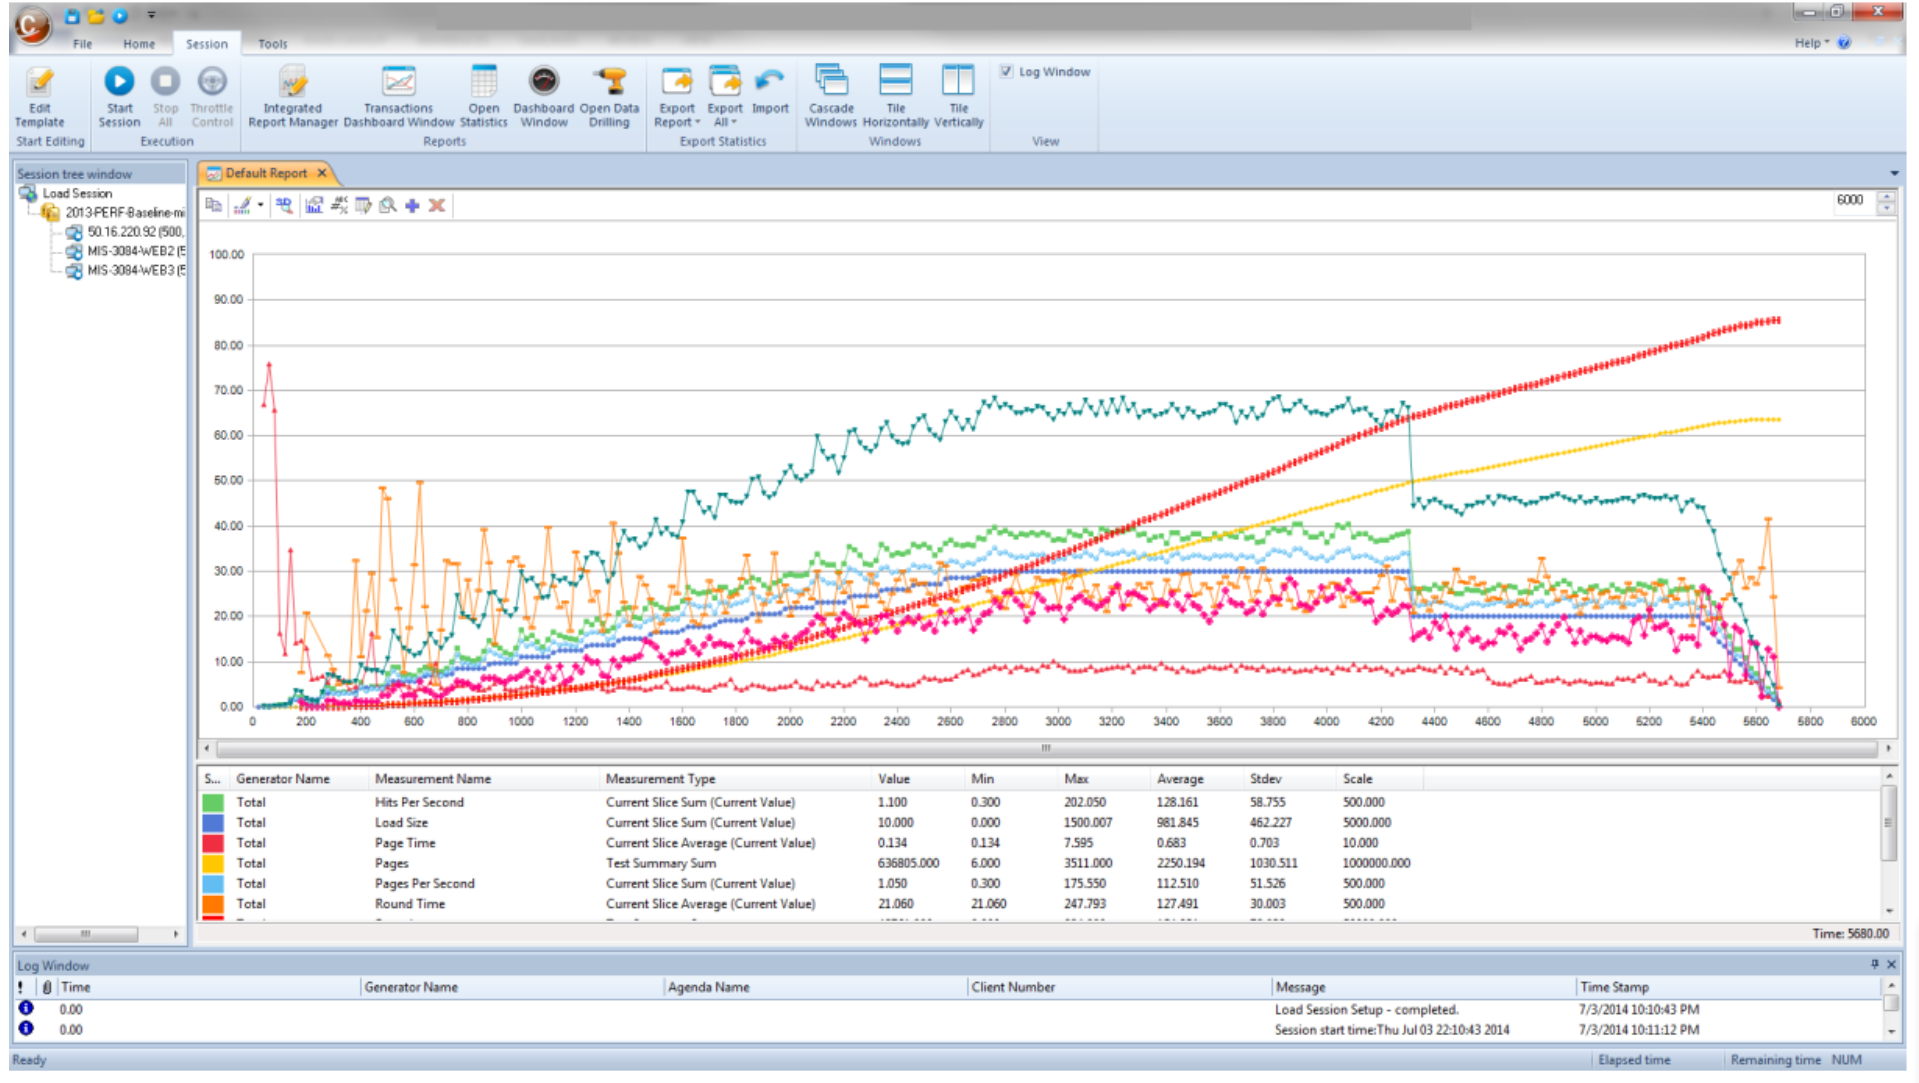 File Home Session Tools Help
Edit Template
Start Session
Stop All
Throttle Control
Integrated Report Manager
Transactions Dashboard Window
Open Statistics
Dashboard Window
Open Data Drilling
Export Report
Export All
Import
Cascade Windows
Tile Horizontally
Tile Vertically
Log Window
Start Editing Execution Reports Export Statistics Windows View
Session tree window
Load Session
2013-PERF-Baseline-mi
50.16.220.92 (500,
MIS-3084-WEB2 (5
MIS-3084-WEB3 (5
Default Report
3D
6000
100.00
90.00
80.00
70.00
60.00
50.00
40.00
30.00
20.00
10.00
0.00
0 200 400 600 800 1000 1200 1400 1600 1800 2000 2200 2400 2600 2800 3000 3200 3400 3600 3800 4000 4200 4400 4600 4800 5000 5200 5400 5600 5800 6000
S... Generator Name Measurement Name Measurement Type Value Min Max Average Stdev Scale
Total Hits Per Second Current Slice Sum (Current Value) 1.100 0.300 202.050 128.161 58.755 500.000
Total Load Size Current Slice Sum (Current Value) 10.000 0.000 1500.007 981.845 462.227 5000.000
Total Page Time Current Slice Average (Current Value) 0.134 0.134 7.595 0.683 0.703 10.000
Total Pages Test Summary Sum 636805.000 6.000 3511.000 2250.194 1030.511 1000000.000
Total Pages Per Second Current Slice Sum (Current Value) 1.050 0.300 175.550 112.510 51.526 500.000
Total Round Time Current Slice Average (Current Value) 21.060 21.060 247.793 127.491 30.003 500.000
Time: 5680.00
Log Window
! Time Generator Name Agenda Name Client Number Message Time Stamp
0.00 Load Session Setup - completed. 7/3/2014 10:10:43 PM
0.00 Session start time:Thu Jul 03 22:10:43 2014 7/3/2014 10:11:12 PM
Ready Elapsed time Remaining time NUM